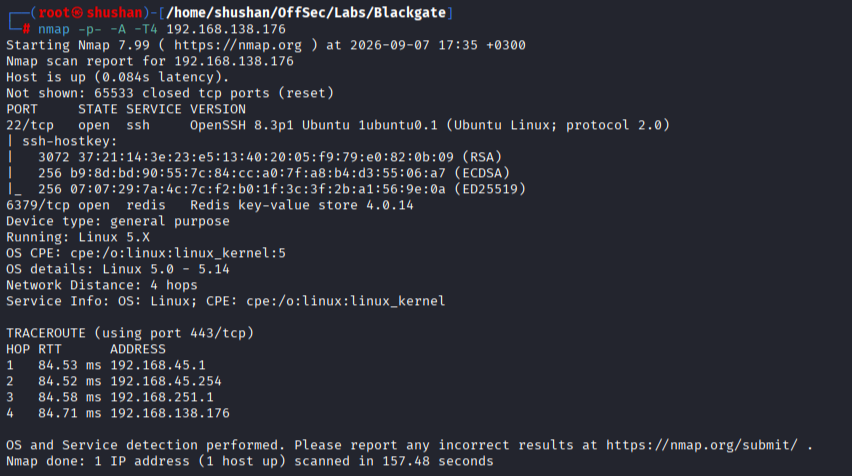 ┌──(root㉿shushan)-[/home/shushan/OffSec/Labs/Blackgate]
└─# nmap -p- -A -T4 192.168.138.176
Starting Nmap 7.99 ( https://nmap.org ) at 2026-09-07 17:35 +0300
Nmap scan report for 192.168.138.176
Host is up (0.084s latency).
Not shown: 65533 closed tcp ports (reset)
PORT     STATE SERVICE VERSION
22/tcp   open  ssh     OpenSSH 8.3p1 Ubuntu 1ubuntu0.1 (Ubuntu Linux; protocol 2.0)
| ssh-hostkey:
|   3072 37:21:14:3e:23:e5:13:40:20:05:f9:79:e0:82:0b:09 (RSA)
|   256 b9:8d:bd:90:55:7c:84:cc:a0:7f:a8:b4:d3:55:06:a7 (ECDSA)
|_  256 07:07:29:7a:4c:7c:f2:b0:1f:3c:3f:2b:a1:56:9e:0a (ED25519)
6379/tcp open  redis   Redis key-value store 4.0.14
Device type: general purpose
Running: Linux 5.X
OS CPE: cpe:/o:linux:linux_kernel:5
OS details: Linux 5.0 - 5.14
Network Distance: 4 hops
Service Info: OS: Linux; CPE: cpe:/o:linux:linux_kernel
TRACEROUTE (using port 443/tcp)
HOP RTT      ADDRESS
1   84.53 ms 192.168.45.1
2   84.52 ms 192.168.45.254
3   84.58 ms 192.168.251.1
4   84.71 ms 192.168.138.176
OS and Service detection performed. Please report any incorrect results at https://nmap.org/submit/ .
Nmap done: 1 IP address (1 host up) scanned in 157.48 seconds